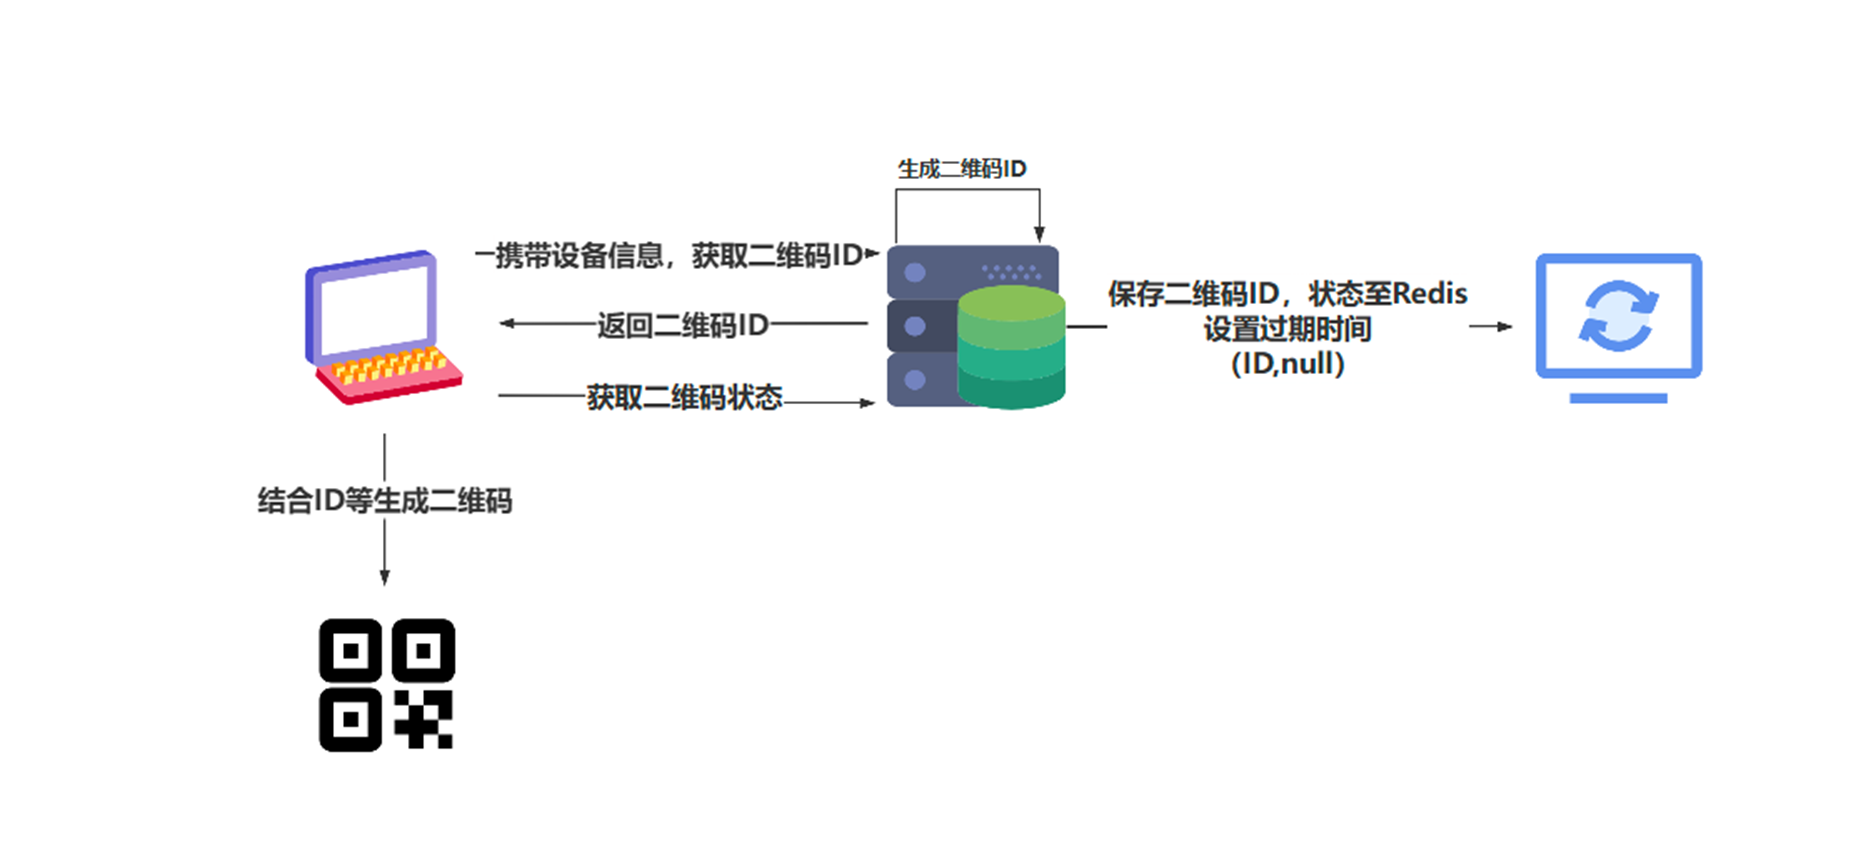 生成二维码ID
携带设备信息，获取二维码ID
返回二维码ID
获取二维码状态
保存二维码ID，状态至Redis
设置过期时间
（ID,null）
结合ID等生成二维码